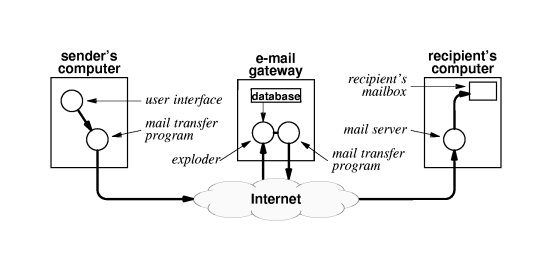 sender's
computer
e-mail
gateway
recipient's
computer
user interface
mail transfer
program
database
exploder
mail transfer
program
recipient's
mailbox
mail server
Internet